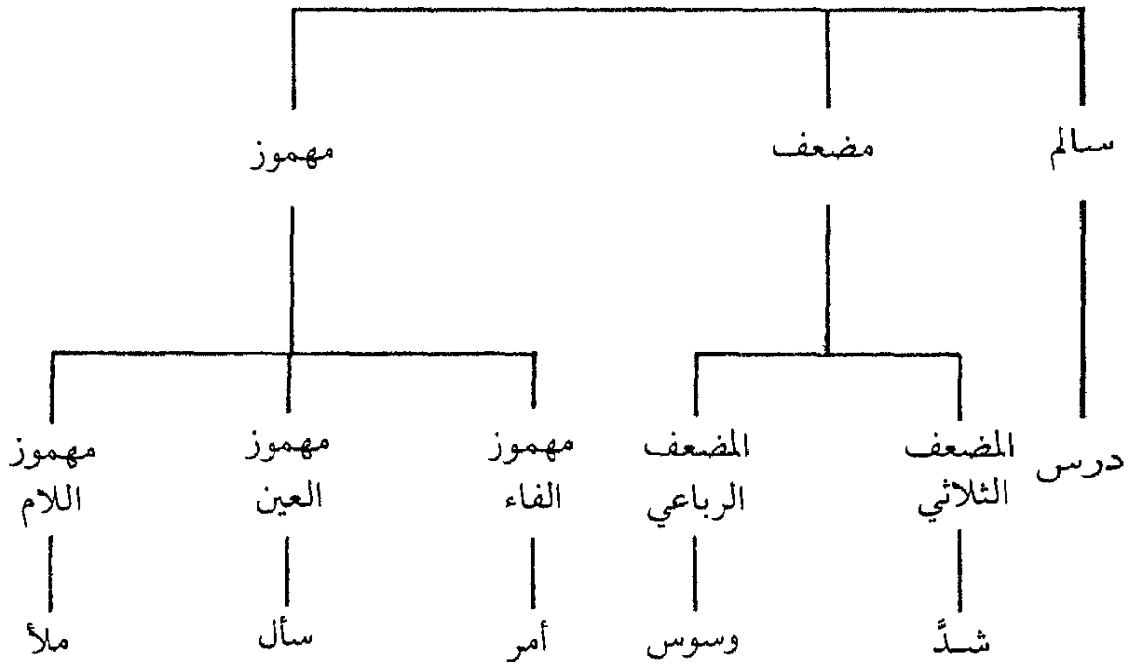 سالم
مضعف
مهموز
درس
المضعف
الثلاثي
المضعف
الرباعي
مهموز
الفاء
مهموز
العين
مهموز
اللام
شدَّ
وسوس
أمر
سأل
ملأ